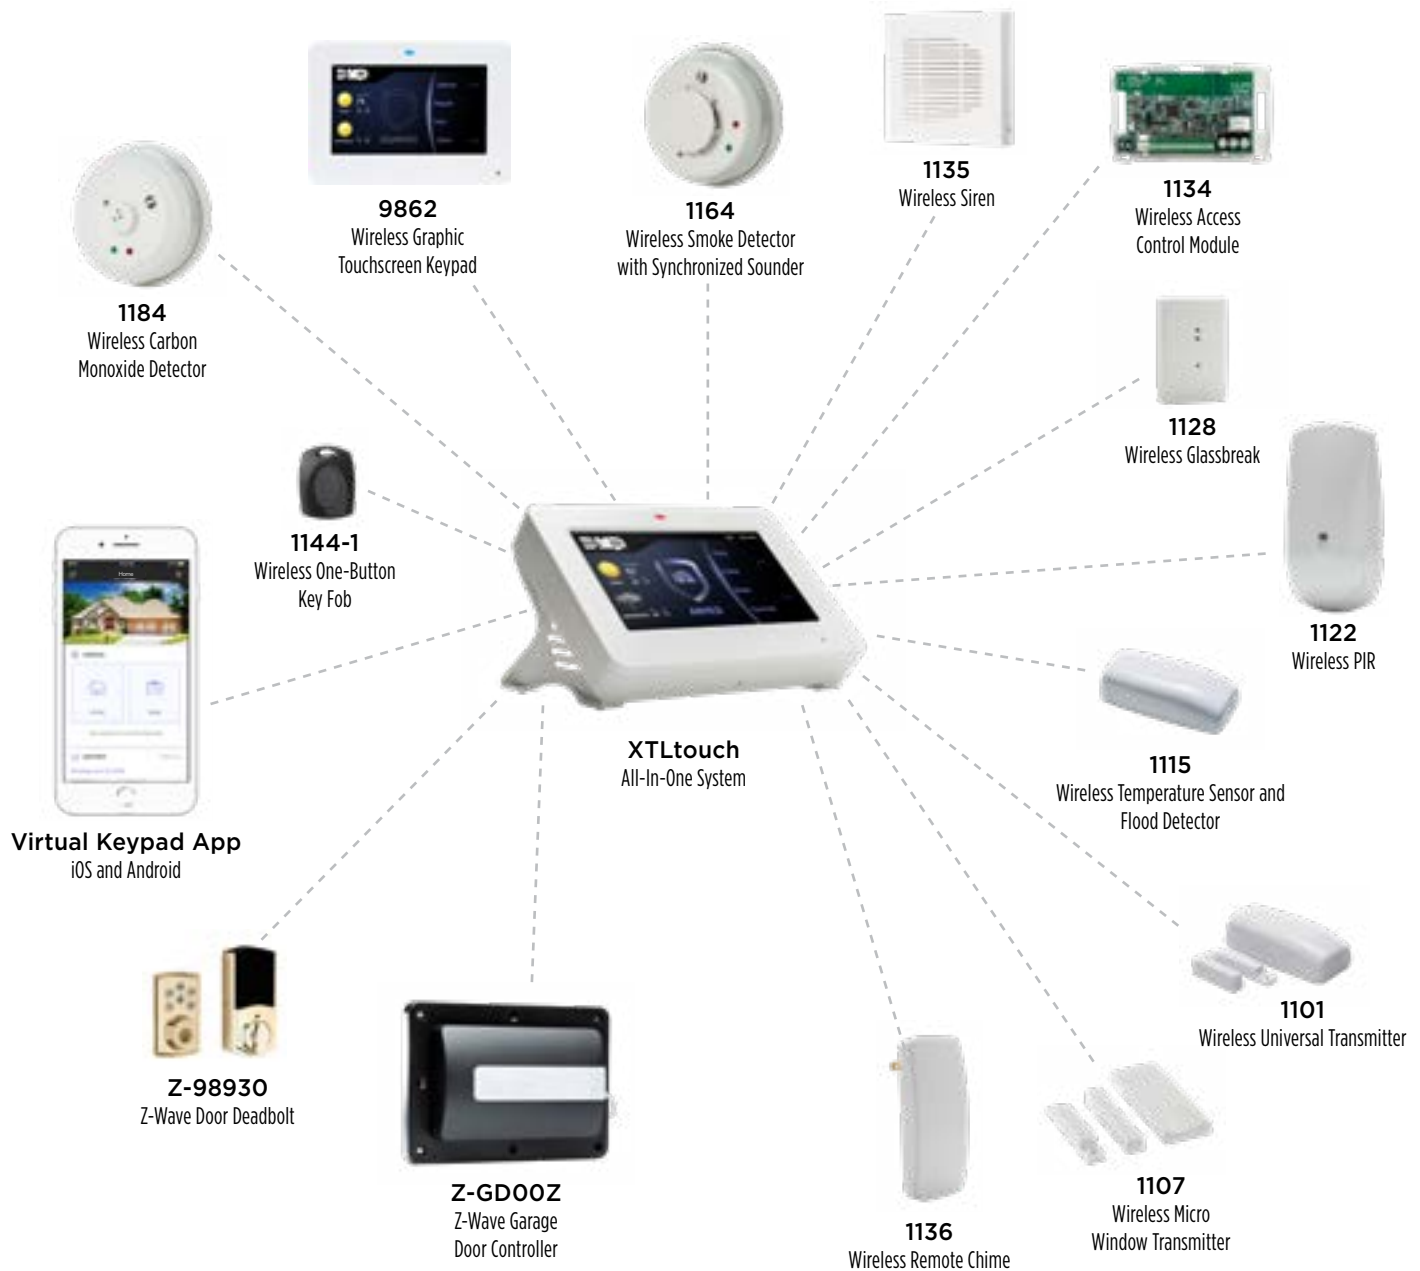 1135
Wireless Siren
1134
Wireless Access
Control Module
9862
Wireless Graphic
Touchscreen Keypad
1164
Wireless Smoke Detector
with Synchronized Sounder
1184
Wireless Carbon
Monoxide Detector
1128
Wireless Glassbreak
1144-1
Wireless One-Button
Key Fob
1122
Wireless PIR
Home
XTLtouch
All-In-One System
1115
Wireless Temperature Sensor and
Flood Detector
Virtual Keypad App
iOS and Android
1101
Wireless Universal Transmitter
Z-98930
Z-Wave Door Deadbolt
Z-GD00Z
Z-Wave Garage
Door Controller
1107
Wireless Micro
Window Transmitter
1136
Wireless Remote Chime